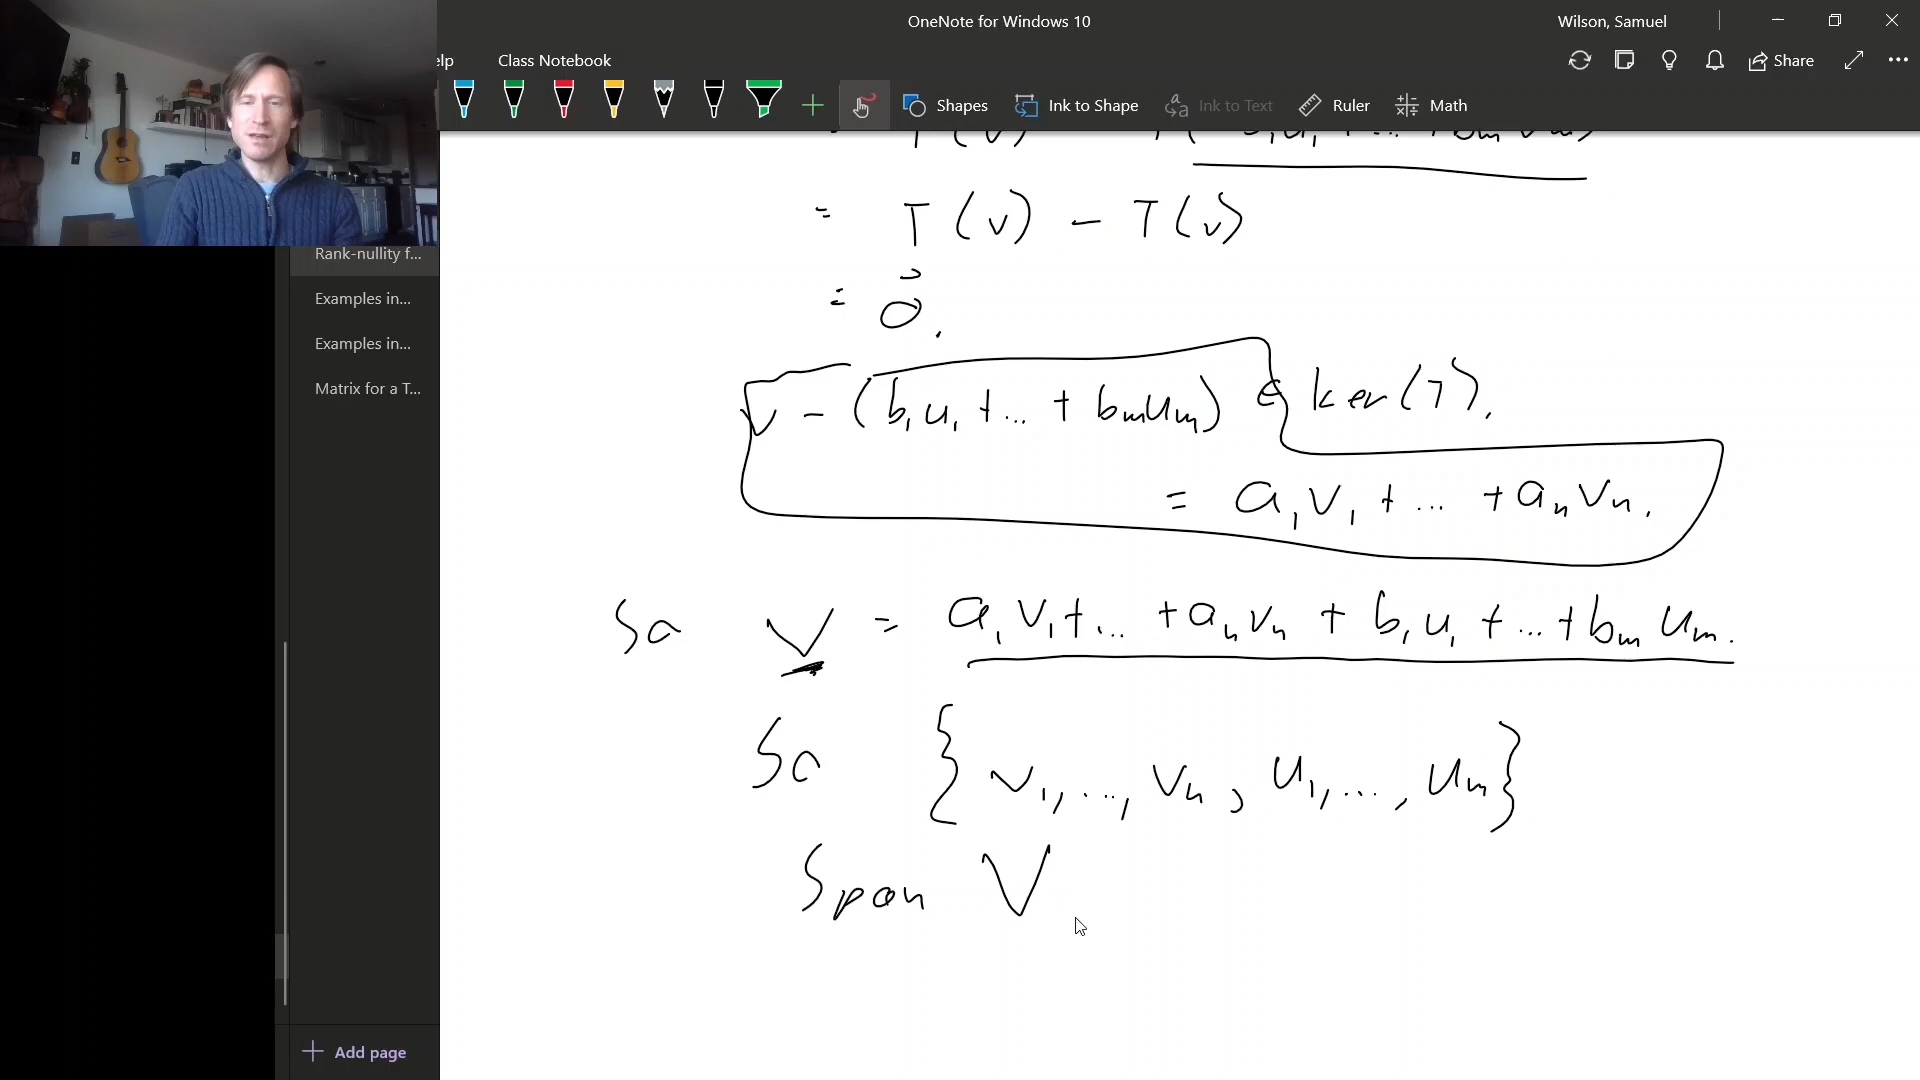 OneNote for Windows 10
Wilson, Samuel
elp Class Notebook
Share
Shapes Ink to Shape Ink to Text Ruler Math
= T(v) - T(v)
= 0⃗.
v - (b₁u₁ + ... + bₘuₘ) ∈ ker(T).
= a₁v₁ + ... + aₙvₙ.
So v = a₁v₁ + ... + aₙvₙ + b₁u₁ + ... + bₘuₘ.
So {v₁, ..., vₙ, u₁, ..., uₘ}
Span V
Rank-nullity f...
Examples in...
Examples in...
Matrix for a T...
Add page